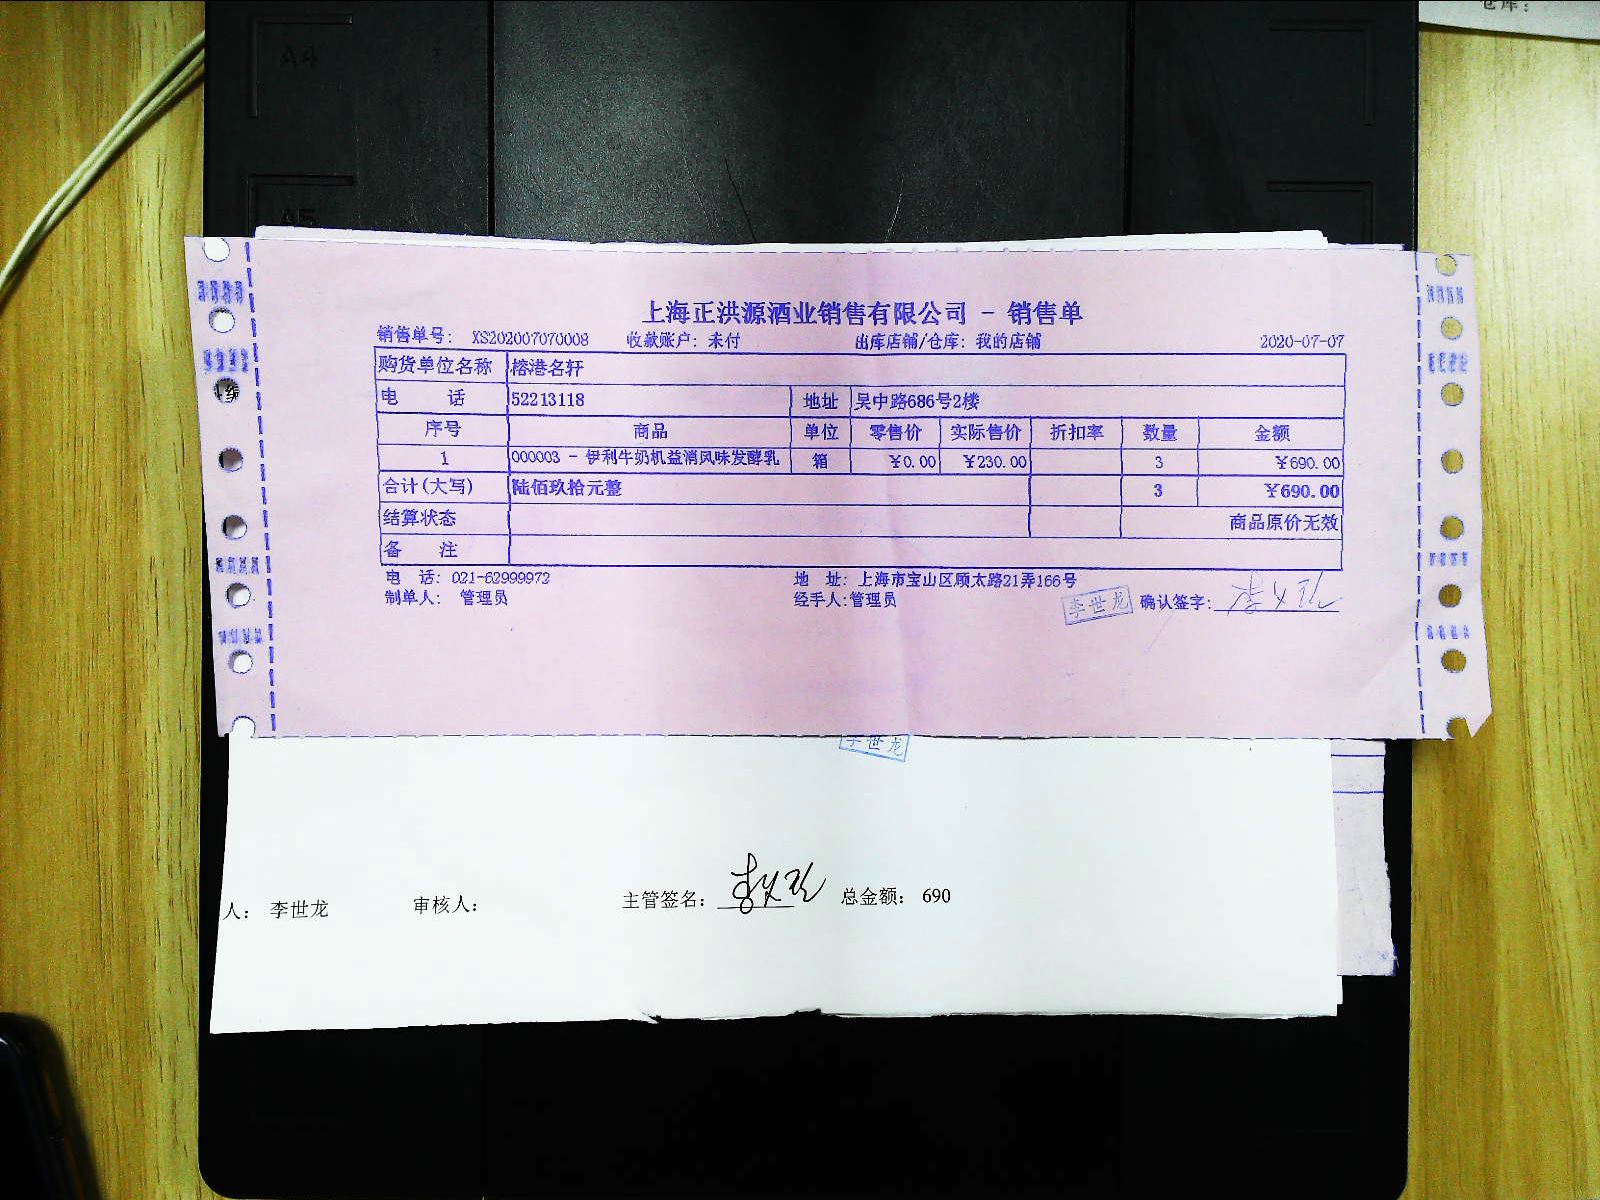 仓库:
A4
A5
上海正洪源酒业销售有限公司 - 销售单
销售单号: XS202007070008 收款账户: 未付 出库店铺/仓库: 我的店铺 2020-07-07
购货单位名称 榕港名轩
电 话 52213118 地址 吴中路686号2楼
序号 商品 单位 零售价 实际售价 折扣率 数量 金额
1 000003 - 伊利牛奶机益消风味发酵乳 箱 ¥0.00 ¥230.00 3 ¥690.00
合计(大写) 陆佰玖拾元整 3 ¥690.00
结算状态 商品原价无效
备 注
电 话: 021-62999972 地 址: 上海市宝山区顾太路21弄166号
制单人: 管理员 经手人:管理员 李世龙 确认签字:
李世龙
人: 李世龙 审核人: 主管签名: 总金额: 690